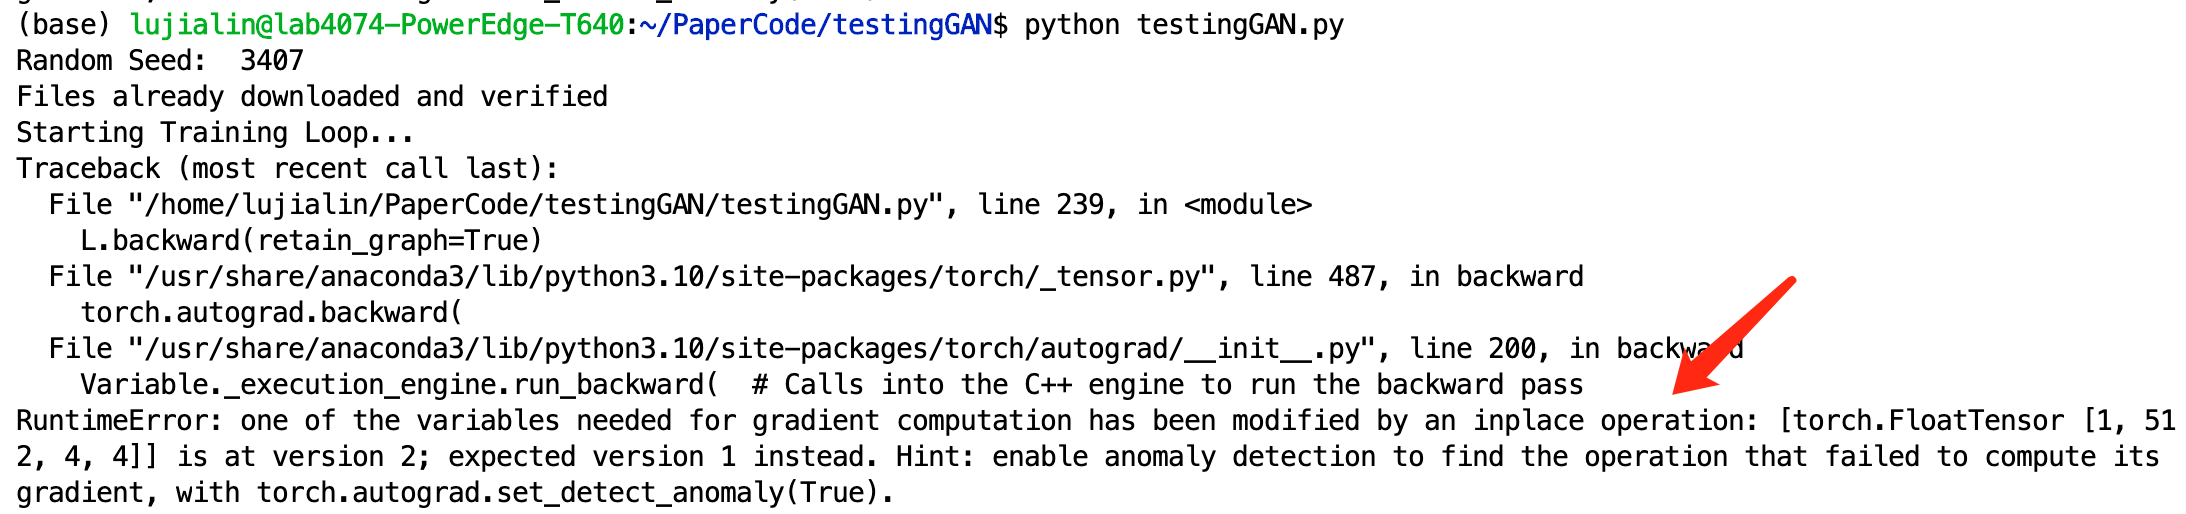 (base) lujialin@lab4074-PowerEdge-T640:~/PaperCode/testingGAN$ python testingGAN.py
Random Seed:  3407
Files already downloaded and verified
Starting Training Loop...
Traceback (most recent call last):
  File "/home/lujialin/PaperCode/testingGAN/testingGAN.py", line 239, in <module>
    L.backward(retain_graph=True)
  File "/usr/share/anaconda3/lib/python3.10/site-packages/torch/_tensor.py", line 487, in backward
    torch.autograd.backward(
  File "/usr/share/anaconda3/lib/python3.10/site-packages/torch/autograd/__init__.py", line 200, in backward
    Variable._execution_engine.run_backward(  # Calls into the C++ engine to run the backward pass
RuntimeError: one of the variables needed for gradient computation has been modified by an inplace operation: [torch.FloatTensor [1, 51
2, 4, 4]] is at version 2; expected version 1 instead. Hint: enable anomaly detection to find the operation that failed to compute its
gradient, with torch.autograd.set_detect_anomaly(True).